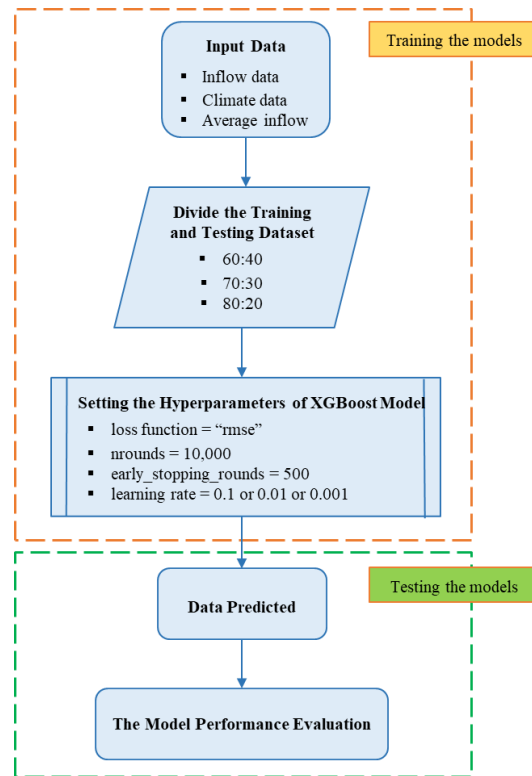 Training the models
Input Data
▪ Inflow data
▪ Climate data
▪ Average inflow
Divide the Training
and Testing Dataset
▪ 60:40
▪ 70:30
▪ 80:20
Setting the Hyperparameters of XGBoost Model
▪ loss function = “rmse”
▪ nrounds = 10,000
▪ early_stopping_rounds = 500
▪ learning rate = 0.1 or 0.01 or 0.001
Testing the models
Data Predicted
The Model Performance Evaluation